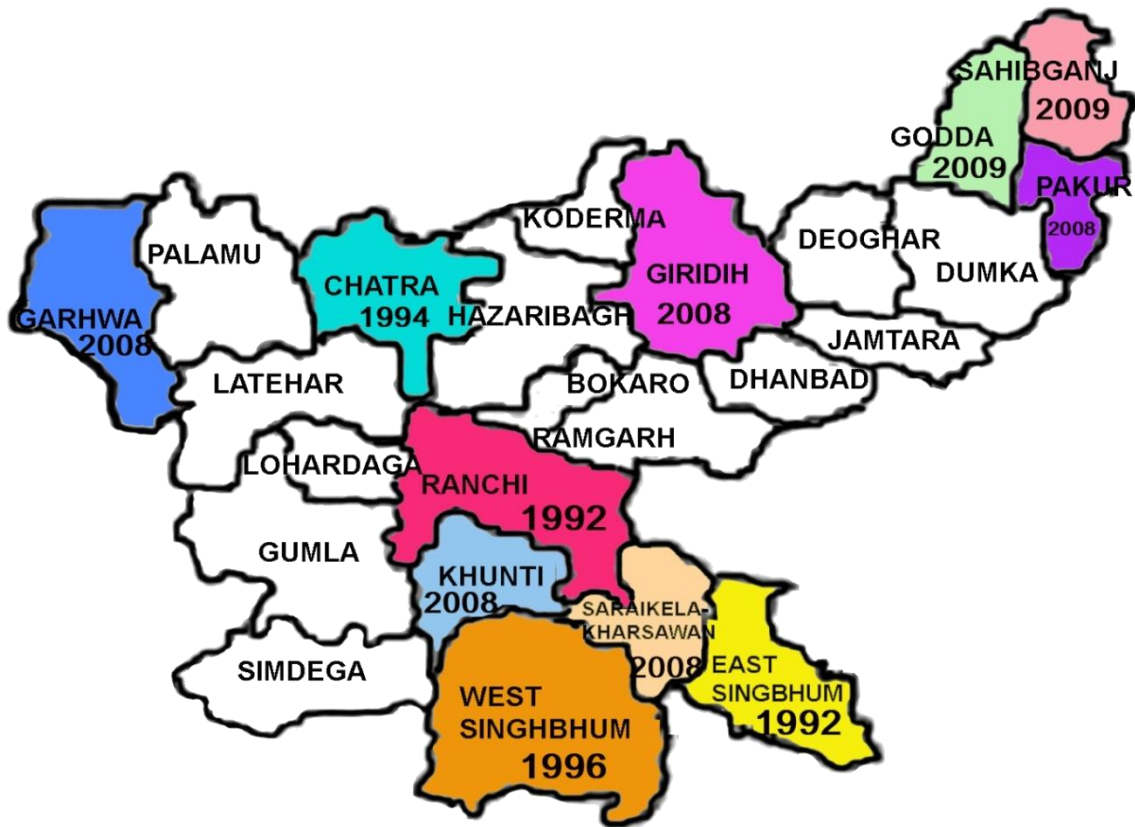 SAHIBGANJ
2009
GODDA
2009
PAKUR
2008
KODERMA
DEOGHAR
PALAMU
DUMKA
GIRIDIH
2008
CHATRA
1994
HAZARIBAGH
GARHWA
2008
JAMTARA
LATEHAR
BOKARO
DHANBAD
RAMGARH
LOHARDAGA
RANCHI
1992
GUMLA
KHUNTI
2008
SARAIKELA-
KHARSAWAN
2008
SIMDEGA
EAST
SINGBHUM
1992
WEST
SINGHBHUM
1996